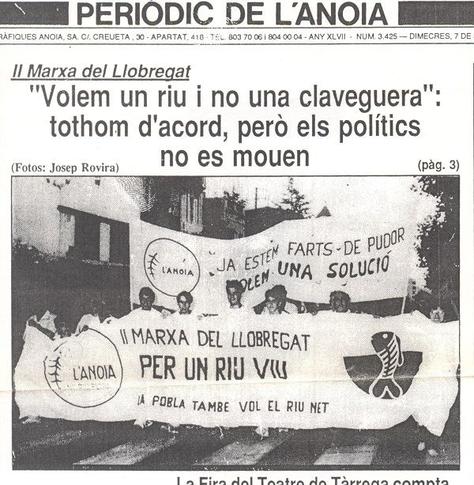 PERIÒDIC DE L'ANOIA
RÀFIQUES ANOIA, SA. C/. CREUETA, 30 - APARTAT, 418 - TEL. 803 70 06 i 804 00 04 - ANY XLVII - NUM. 3.425 — DIMECRES, 7 DE
II Marxa del Llobregat
"Volem un riu i no una claveguera":
tothom d'acord, però els polítics
no es mouen
(Fotos: Josep Rovira)
(pàg. 3)
JA ESTEM FARTS-DE PUDOR
L'ANOIA
VOLEM UNA SOLUCIÓ
II MARXA DEL LLOBREGAT
L'ANOIA
PER UN RIU VIU
LA POBLA TAMBE VOL EL RIU NET
La Fira del Teatre de Tàrrega compta